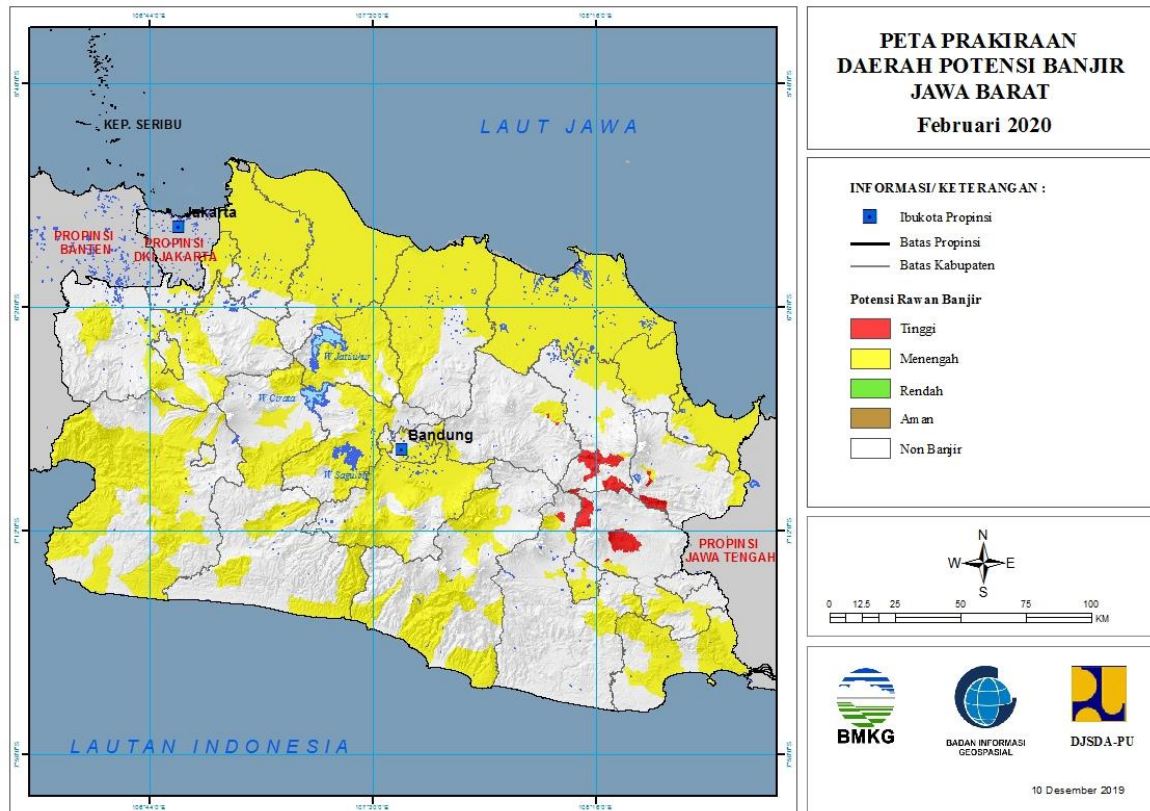 PETA PRAKIRAAN
DAERAH POTENSI BANJIR
JAWA BARAT
Februari 2020
INFORMASI/ KETERANGAN :
Ibukota Propinsi
Batas Propinsi
Batas Kabupaten
Potensi Rawan Banjir
Tinggi
Menengah
Rendah
Aman
Non Banjir
N
W E
S
0 12.5 25 50 75 100
KM
BMKG
BADAN INFORMASI
GEOSPASIAL
DJSDA-PU
10 Desember 2019
KEP. SERIBU
LAUT JAWA
Jakarta
PROPINSI
BANTEN
PROPINSI
DKI JAKARTA
W Jatiluhur
W Cirata
Bandung
W Saguling
PROPINSI
JAWA TENGAH
LAUTAN INDONESIA